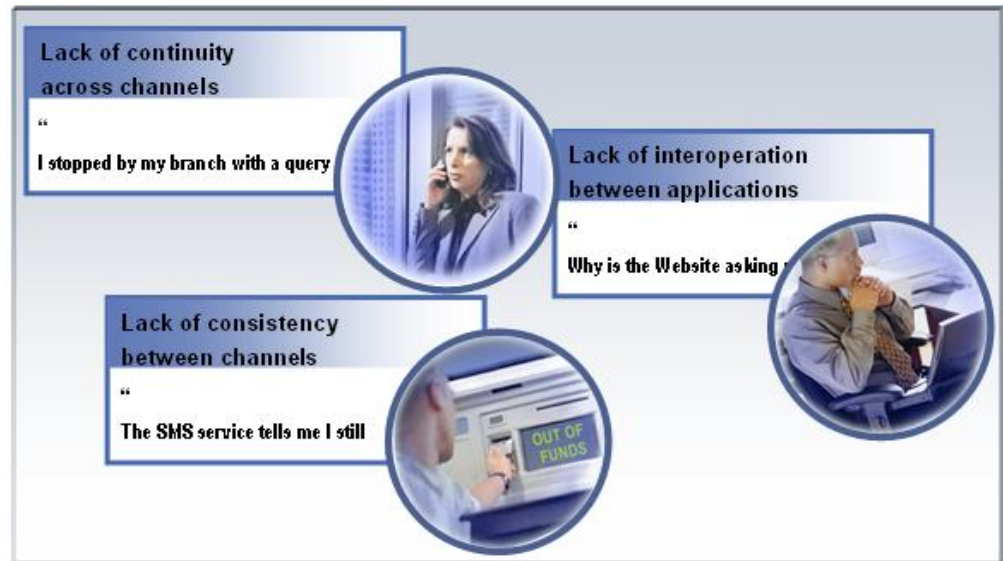 Lack of continuity
across channels
“
I stopped by my branch with a query
Lack of interoperation
between applications
“
Why is the Website asking
Lack of consistency
between channels
“
The SMS service tells me I still
OUT OF
FUNDS